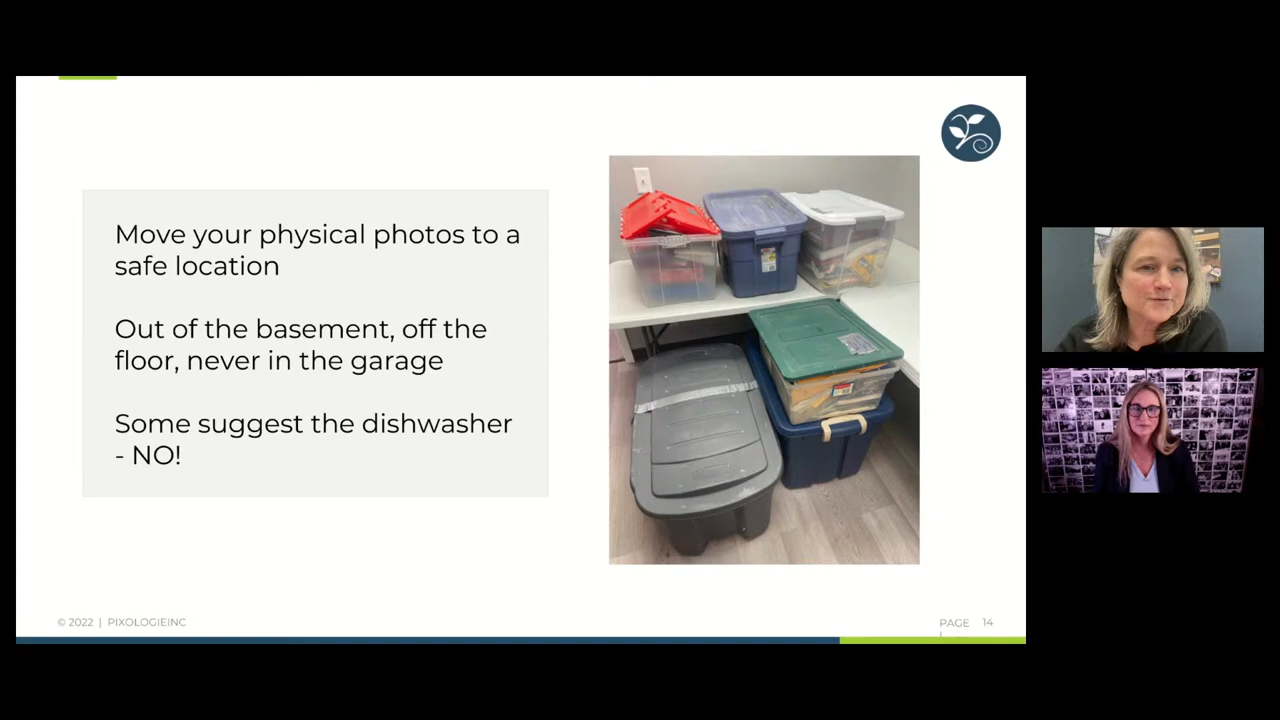 Move your physical photos to a
safe location
Out of the basement, off the
floor, never in the garage
Some suggest the dishwasher
- NO!
© 2022 | PIXOLOGIEINC
PAGE 14
|